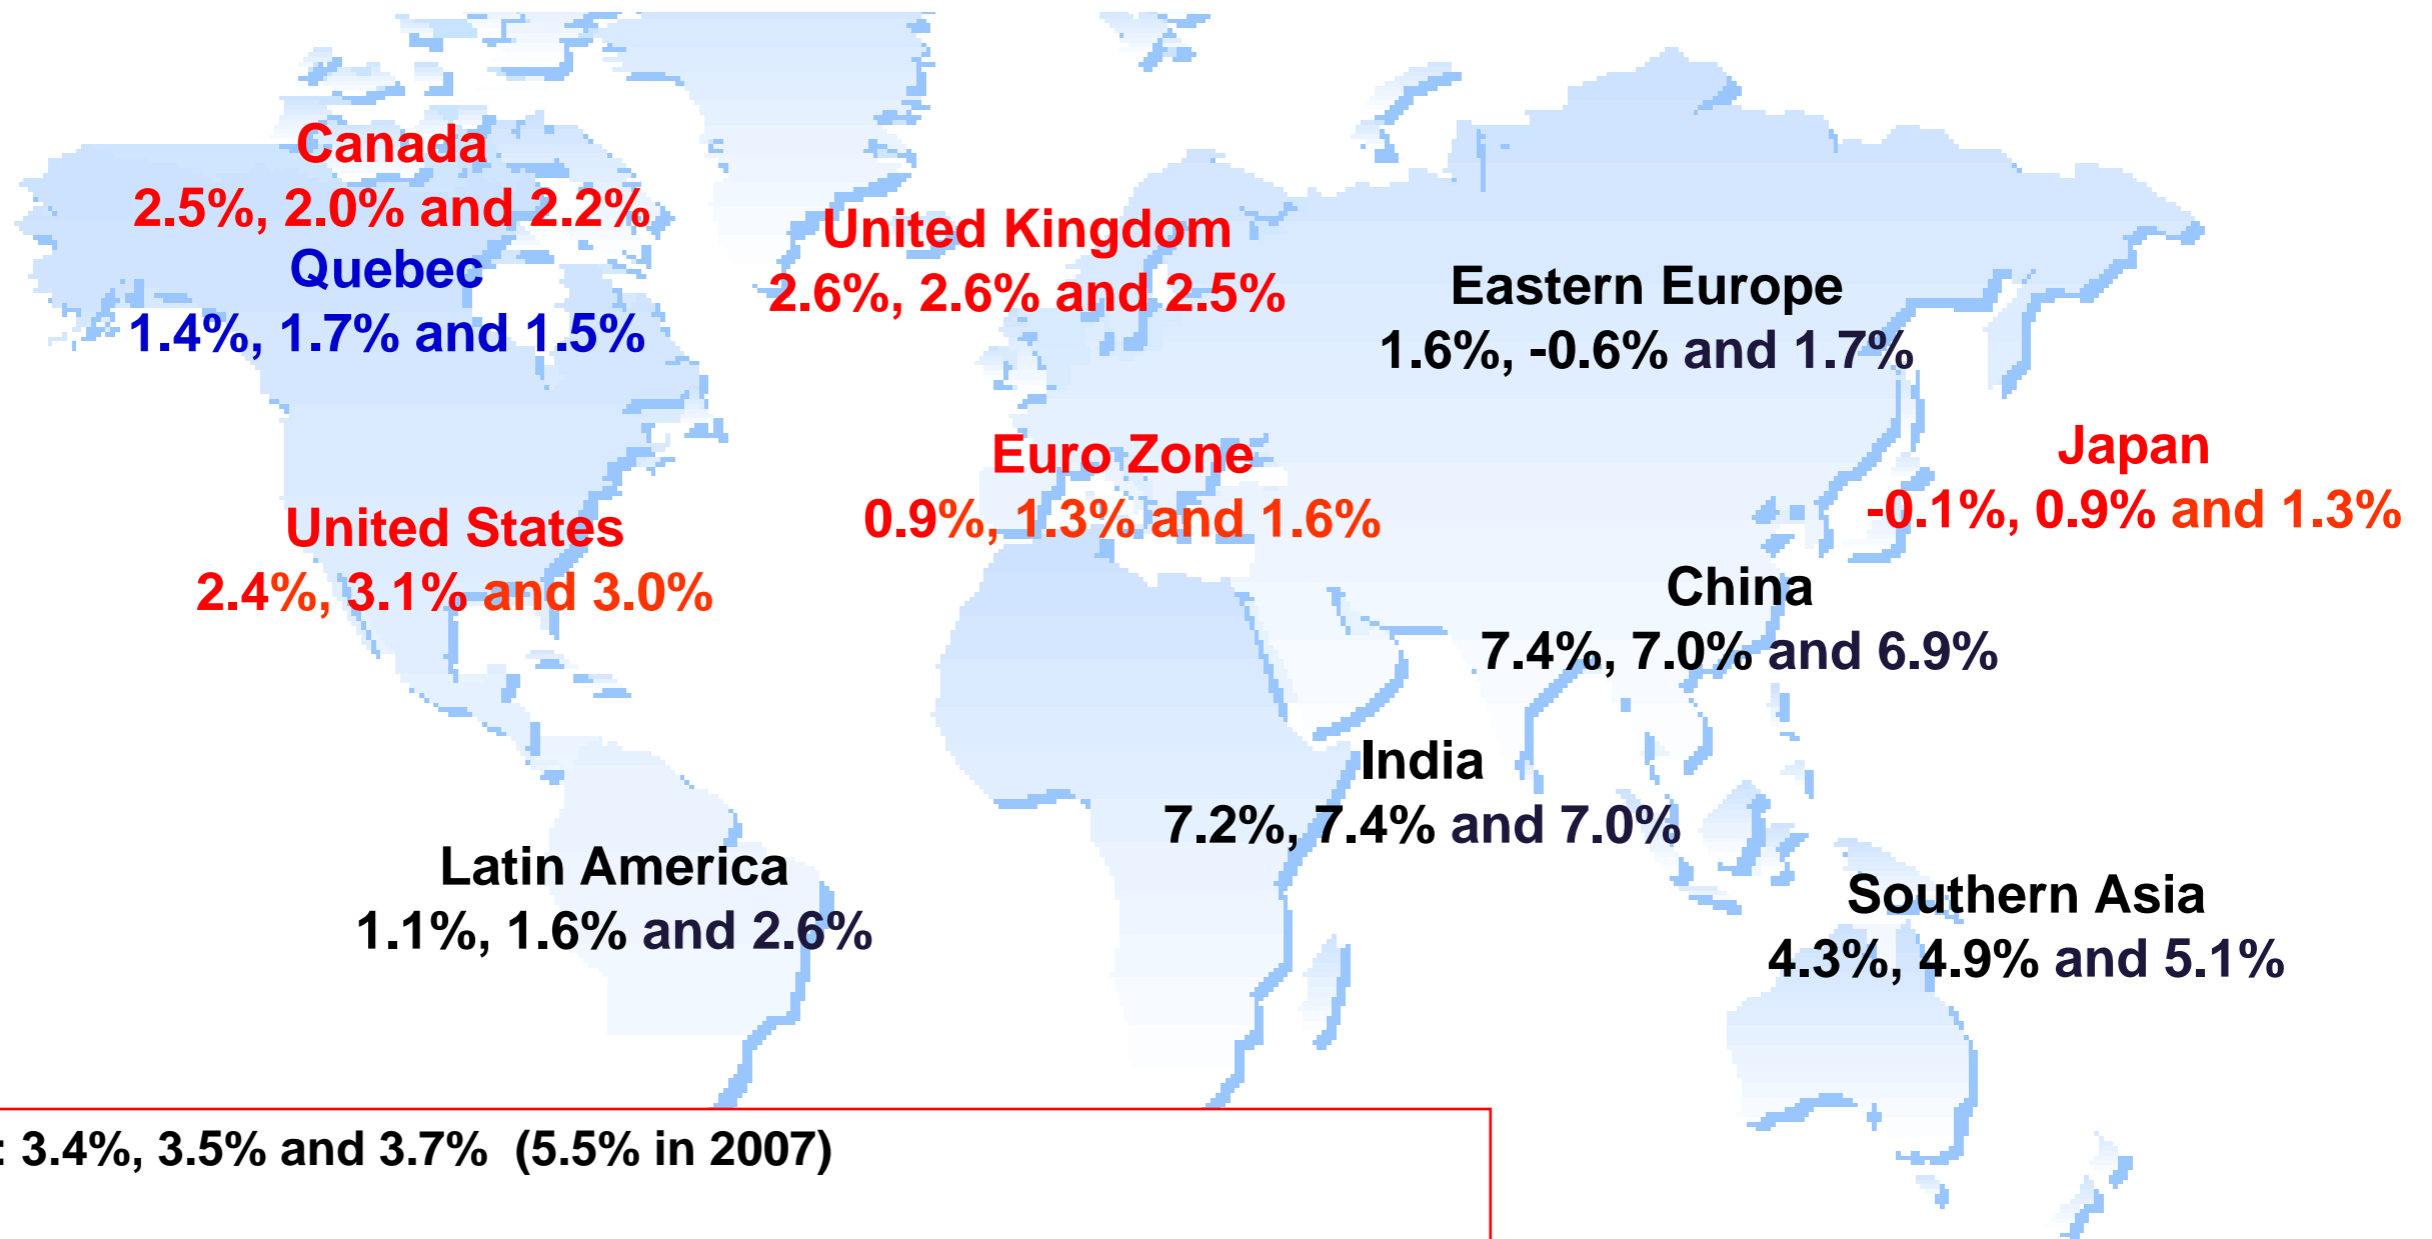 Canada
2.5%, 2.0% and 2.2%
Quebec
1.4%, 1.7% and 1.5%
United Kingdom
2.6%, 2.6% and 2.5%
Eastern Europe
1.6%, -0.6% and 1.7%
Euro Zone
0.9%, 1.3% and 1.6%
Japan
-0.1%, 0.9% and 1.3%
United States
2.4%, 3.1% and 3.0%
China
7.4%, 7.0% and 6.9%
India
7.2%, 7.4% and 7.0%
Latin America
1.1%, 1.6% and 2.6%
Southern Asia
4.3%, 4.9% and 5.1%
: 3.4%, 3.5% and 3.7% (5.5% in 2007)